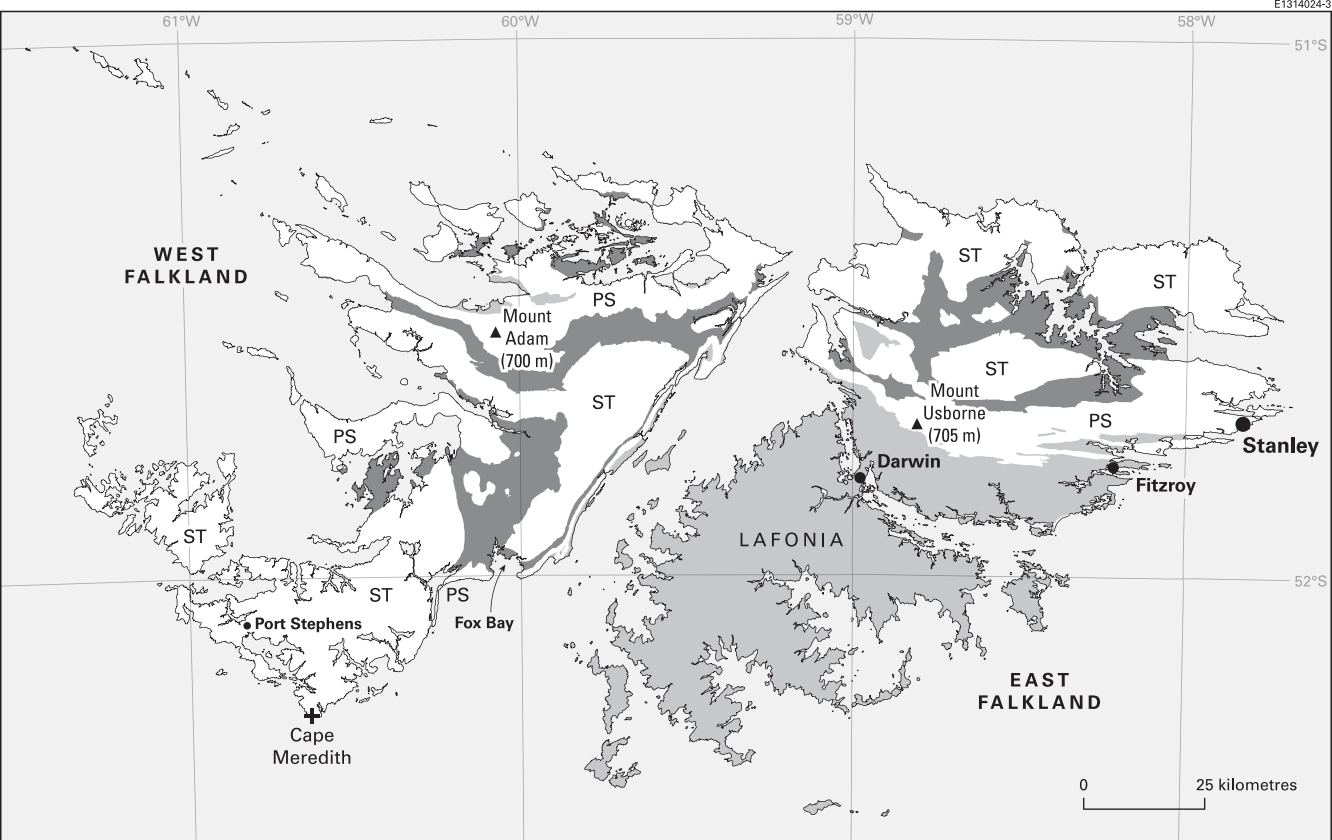 E1314024-3
61°W
60°W
59°W
58°W
51°S
WEST
FALKLAND
ST
ST
PS
Mount
Adam
(700 m)
ST
ST
Mount
Usborne
(705 m)
PS
PS
Stanley
Darwin
Fitzroy
ST
LAFONIA
52°S
ST
PS
Port Stephens
Fox Bay
EAST
FALKLAND
Cape
Meredith
0
25 kilometres